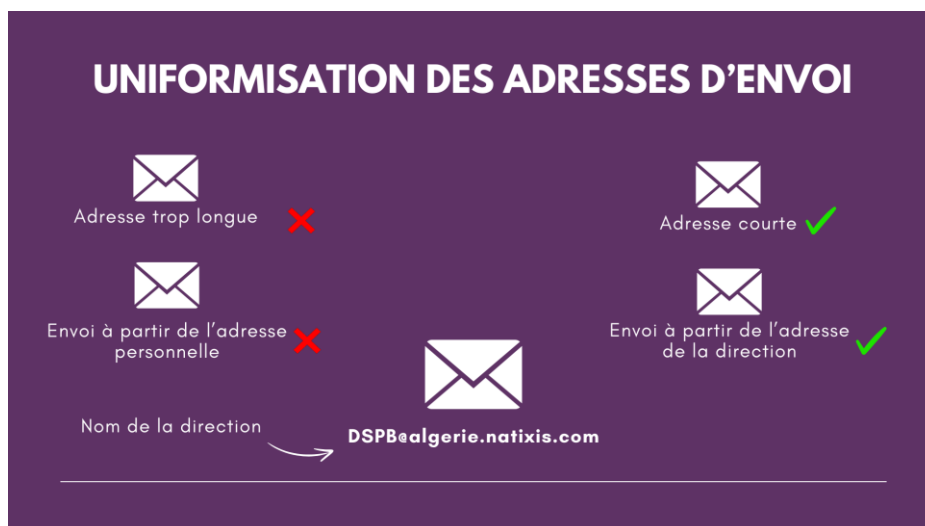 UNIFORMISATION DES ADRESSES D’ENVOI
Adresse trop longue
Adresse courte
Envoi à partir de l’adresse
personnelle
Envoi à partir de l’adresse
de la direction
Nom de la direction
DSPB@algerie.natixis.com